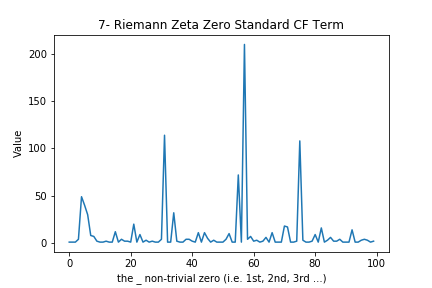 7- Riemann Zeta Zero Standard CF Term
200
150
100
50
0
Value
0 20 40 60 80 100
the _ non-trivial zero (i.e. 1st, 2nd, 3rd ...)